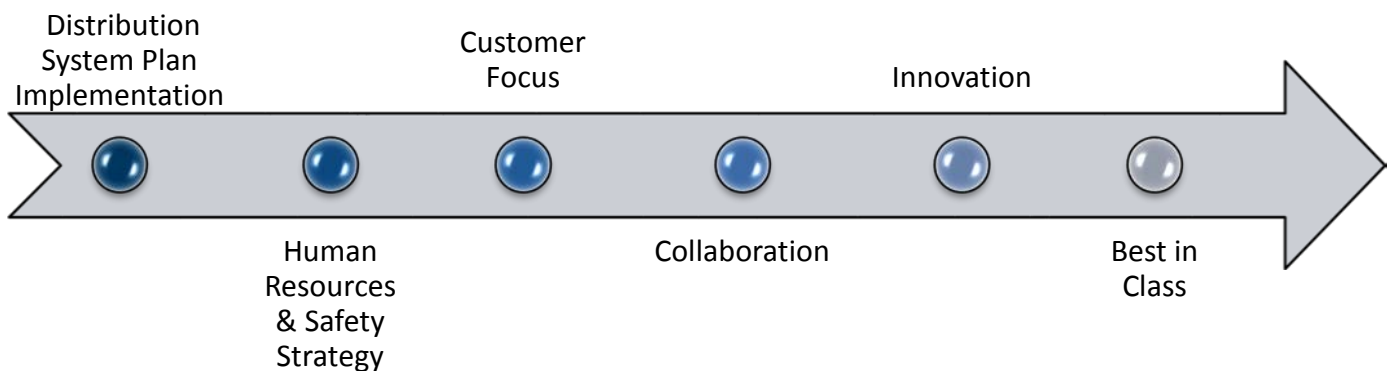 Distribution
System Plan
Implementation
Human
Resources
& Safety
Strategy
Customer
Focus
Collaboration
Innovation
Best in
Class